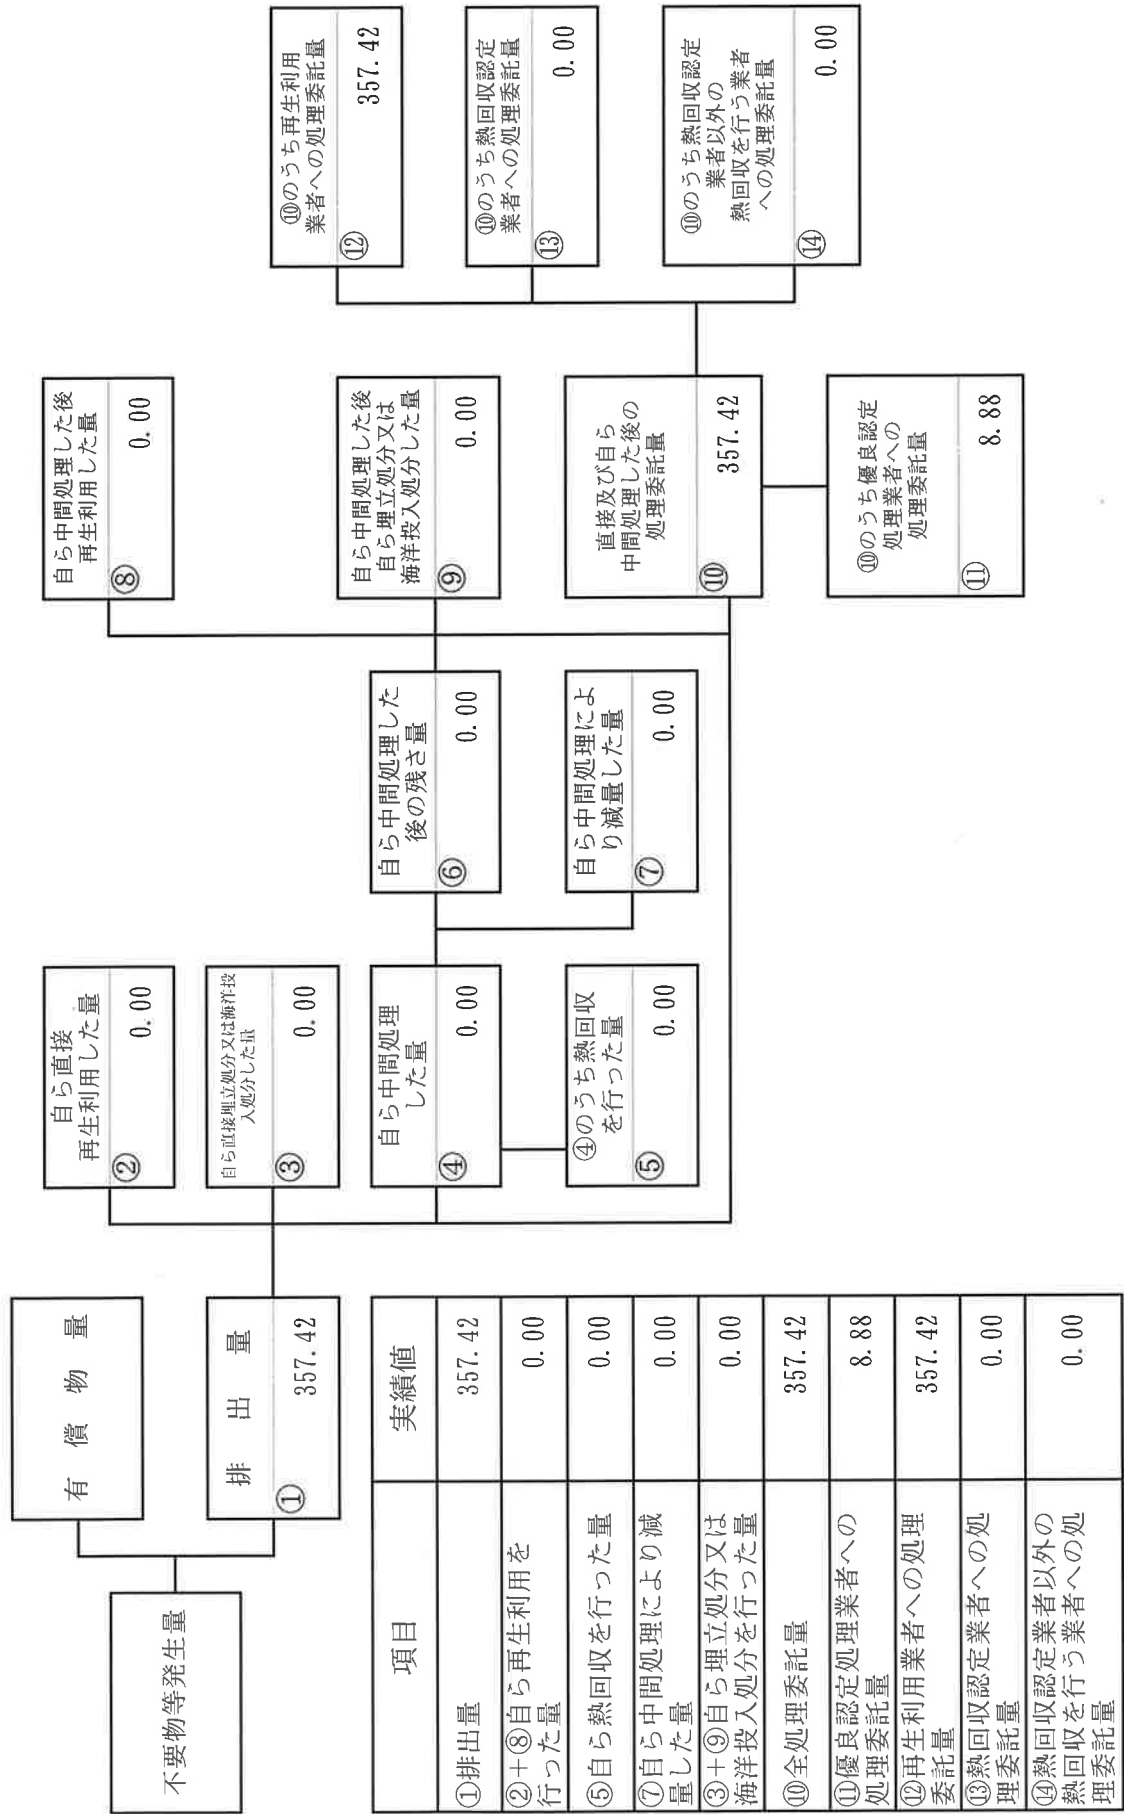 不要物等発生量
有償物量
排出量
① 357.42
自ら直接
再生利用した量
② 0.00
自ら直接埋立処分又は海洋投
入処分した量
③ 0.00
自ら中間処理
した量
④ 0.00
④のうち熱回収
を行った量
⑤ 0.00
自ら中間処理した
後の残さ量
⑥ 0.00
自ら中間処理によ
り減量した量
⑦ 0.00
自ら中間処理した後
再生利用した量
⑧ 0.00
自ら中間処理した後
自ら埋立処分又は
海洋投入処分した量
⑨ 0.00
直接及び自ら
中間処理した後の
処理委託量
⑩ 357.42
⑩のうち優良認定
処理業者への
処理委託量
⑪ 8.88
⑩のうち再生利用
業者への処理委託量
⑫ 357.42
⑩のうち熱回収認定
業者への処理委託量
⑬ 0.00
⑩のうち熱回収認定
業者以外の
熱回収を行う業者
への処理委託量
⑭ 0.00
項目 実績値
①排出量 357.42
②+⑧自ら再生利用を
行った量 0.00
⑤自ら熱回収を行った量 0.00
⑦自ら中間処理により減
量した量 0.00
③+⑨自ら埋立処分又は
海洋投入処分を行った量 0.00
⑩全処理委託量 357.42
⑪優良認定処理業者への
処理委託量 8.88
⑫再生利用業者への処理
委託量 357.42
⑬熱回収認定業者への処
理委託量 0.00
⑭熱回収認定業者以外の
熱回収を行う業者への処
理委託量 0.00